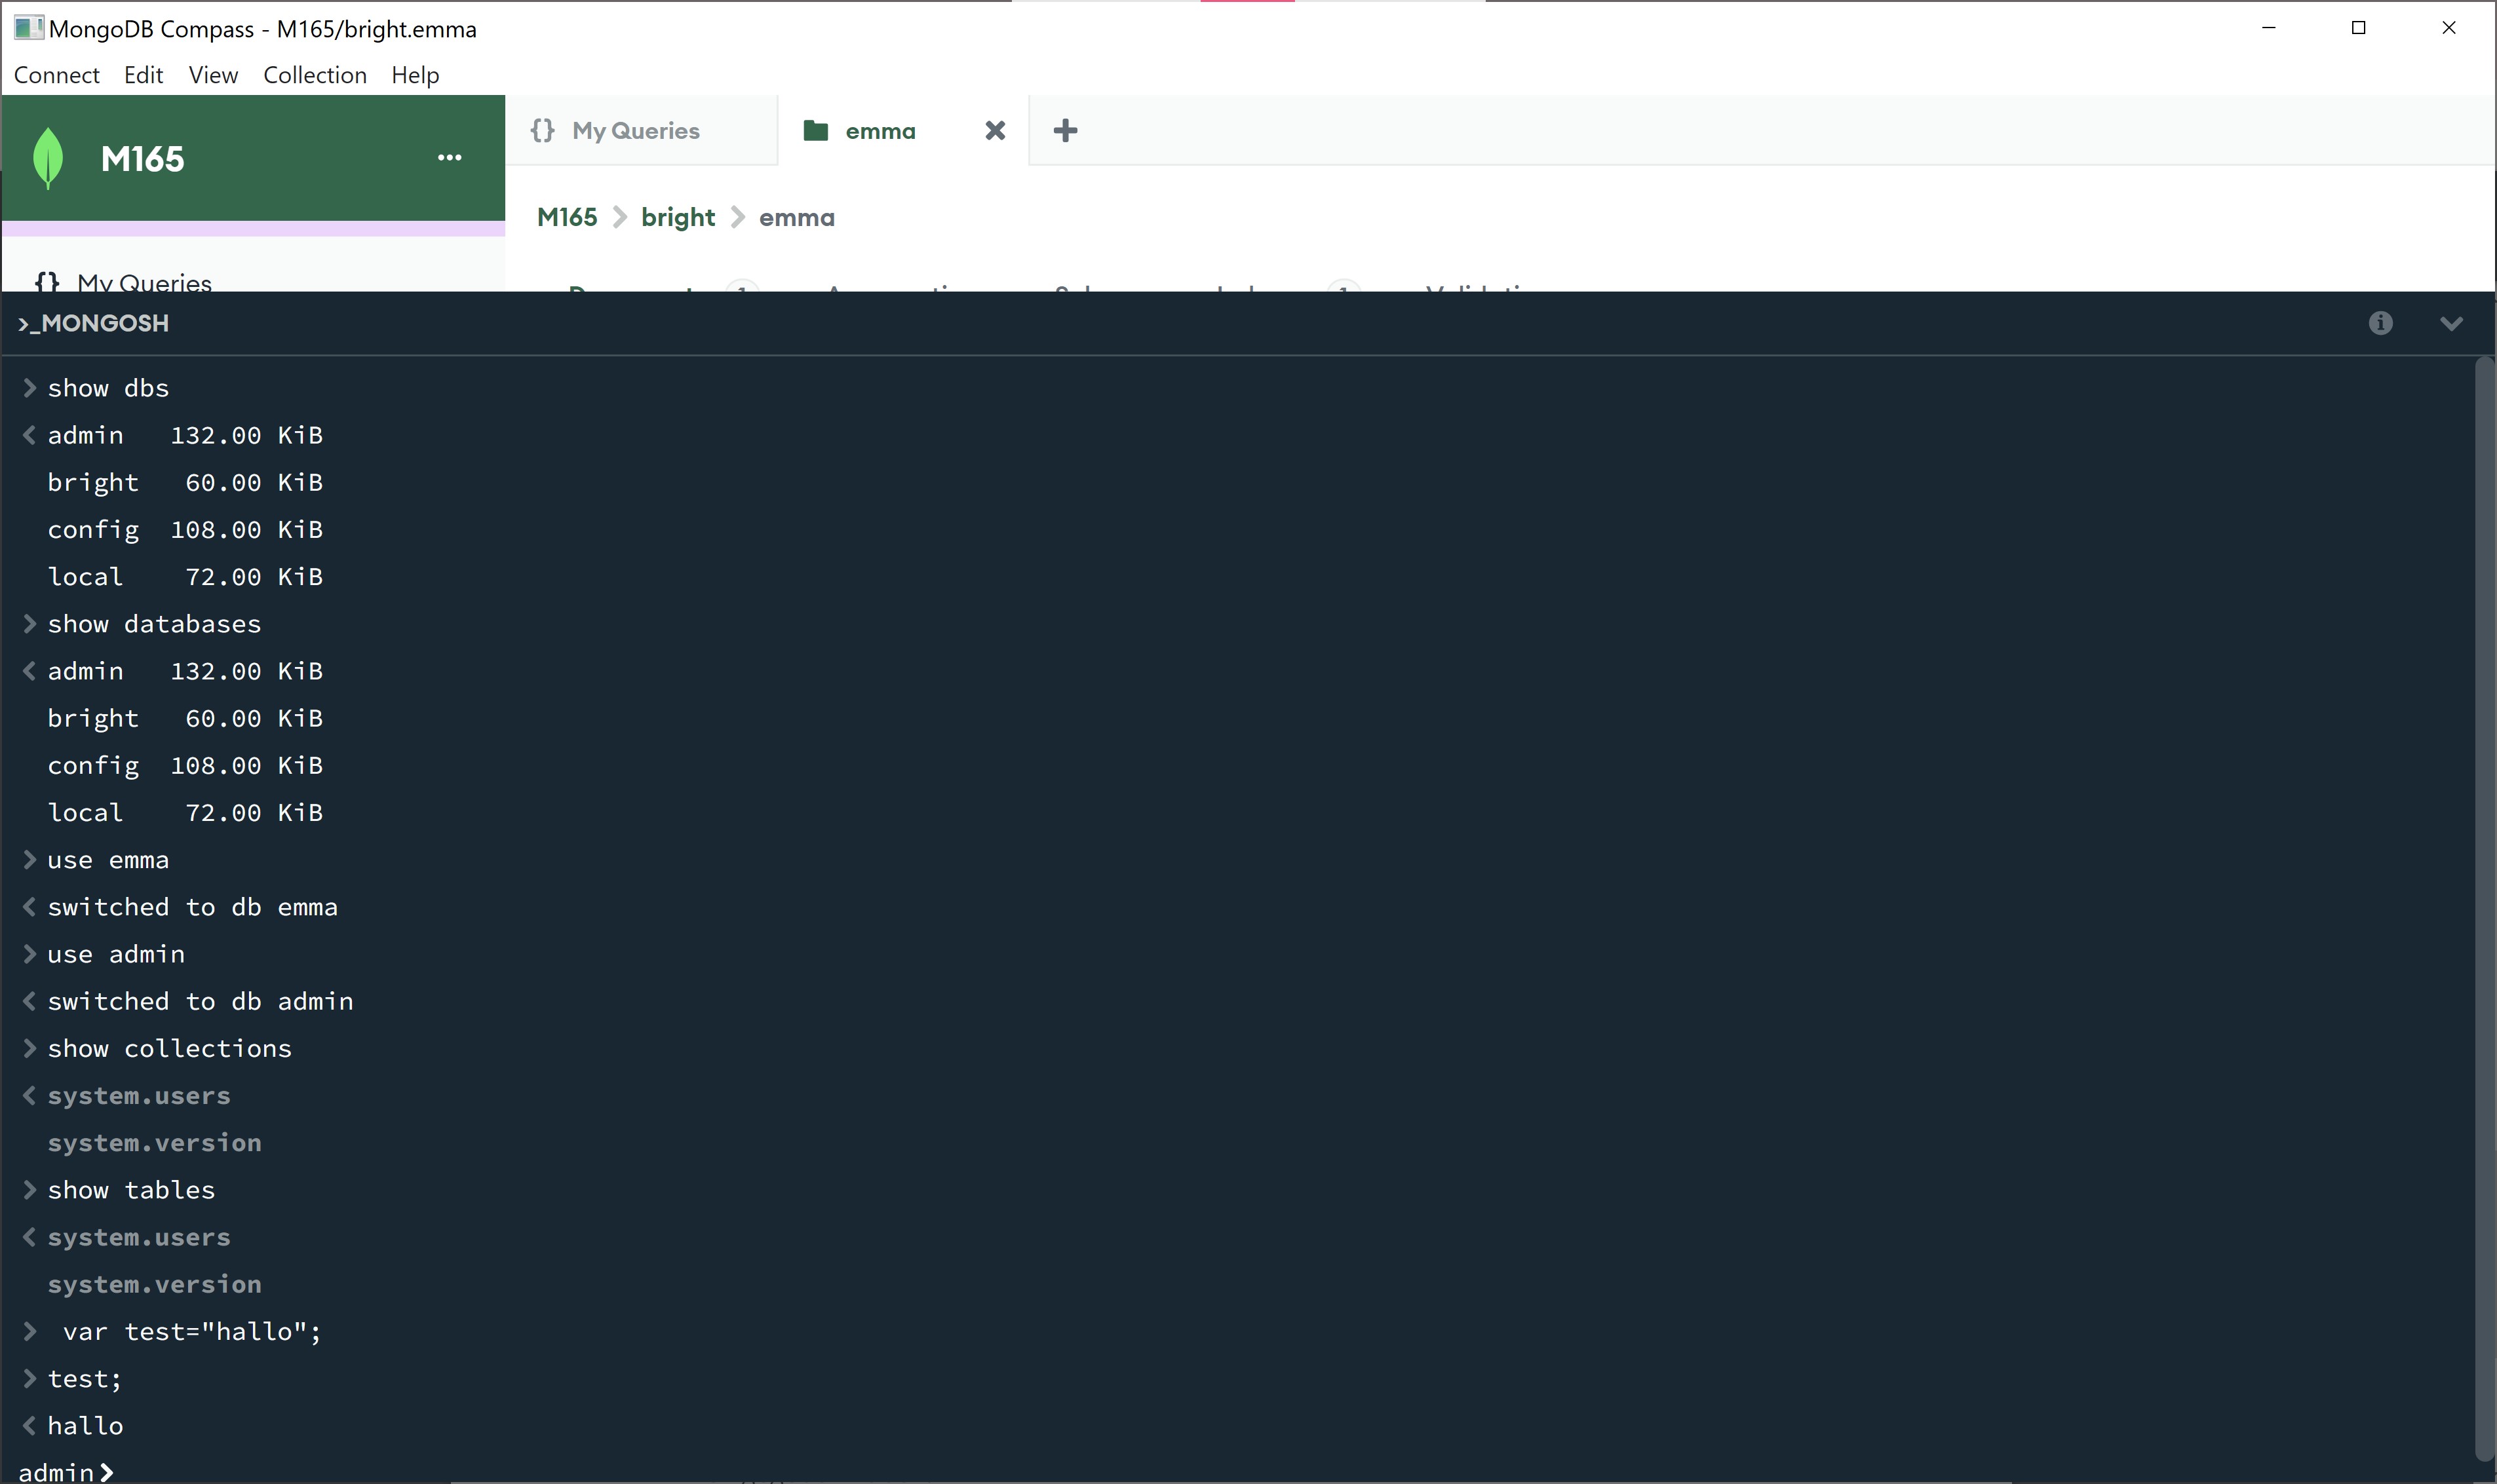 MongoDB Compass - M165/bright.emma
Connect Edit View Collection Help
M165 ...
{} My Queries
emma
M165 > bright > emma
{} My Queries
>_MONGOSH
> show dbs
< admin   132.00 KiB
bright   60.00 KiB
config  108.00 KiB
local    72.00 KiB
> show databases
< admin   132.00 KiB
bright   60.00 KiB
config  108.00 KiB
local    72.00 KiB
> use emma
< switched to db emma
> use admin
< switched to db admin
> show collections
< system.users
system.version
> show tables
< system.users
system.version
> var test="hallo";
> test;
< hallo
admin>